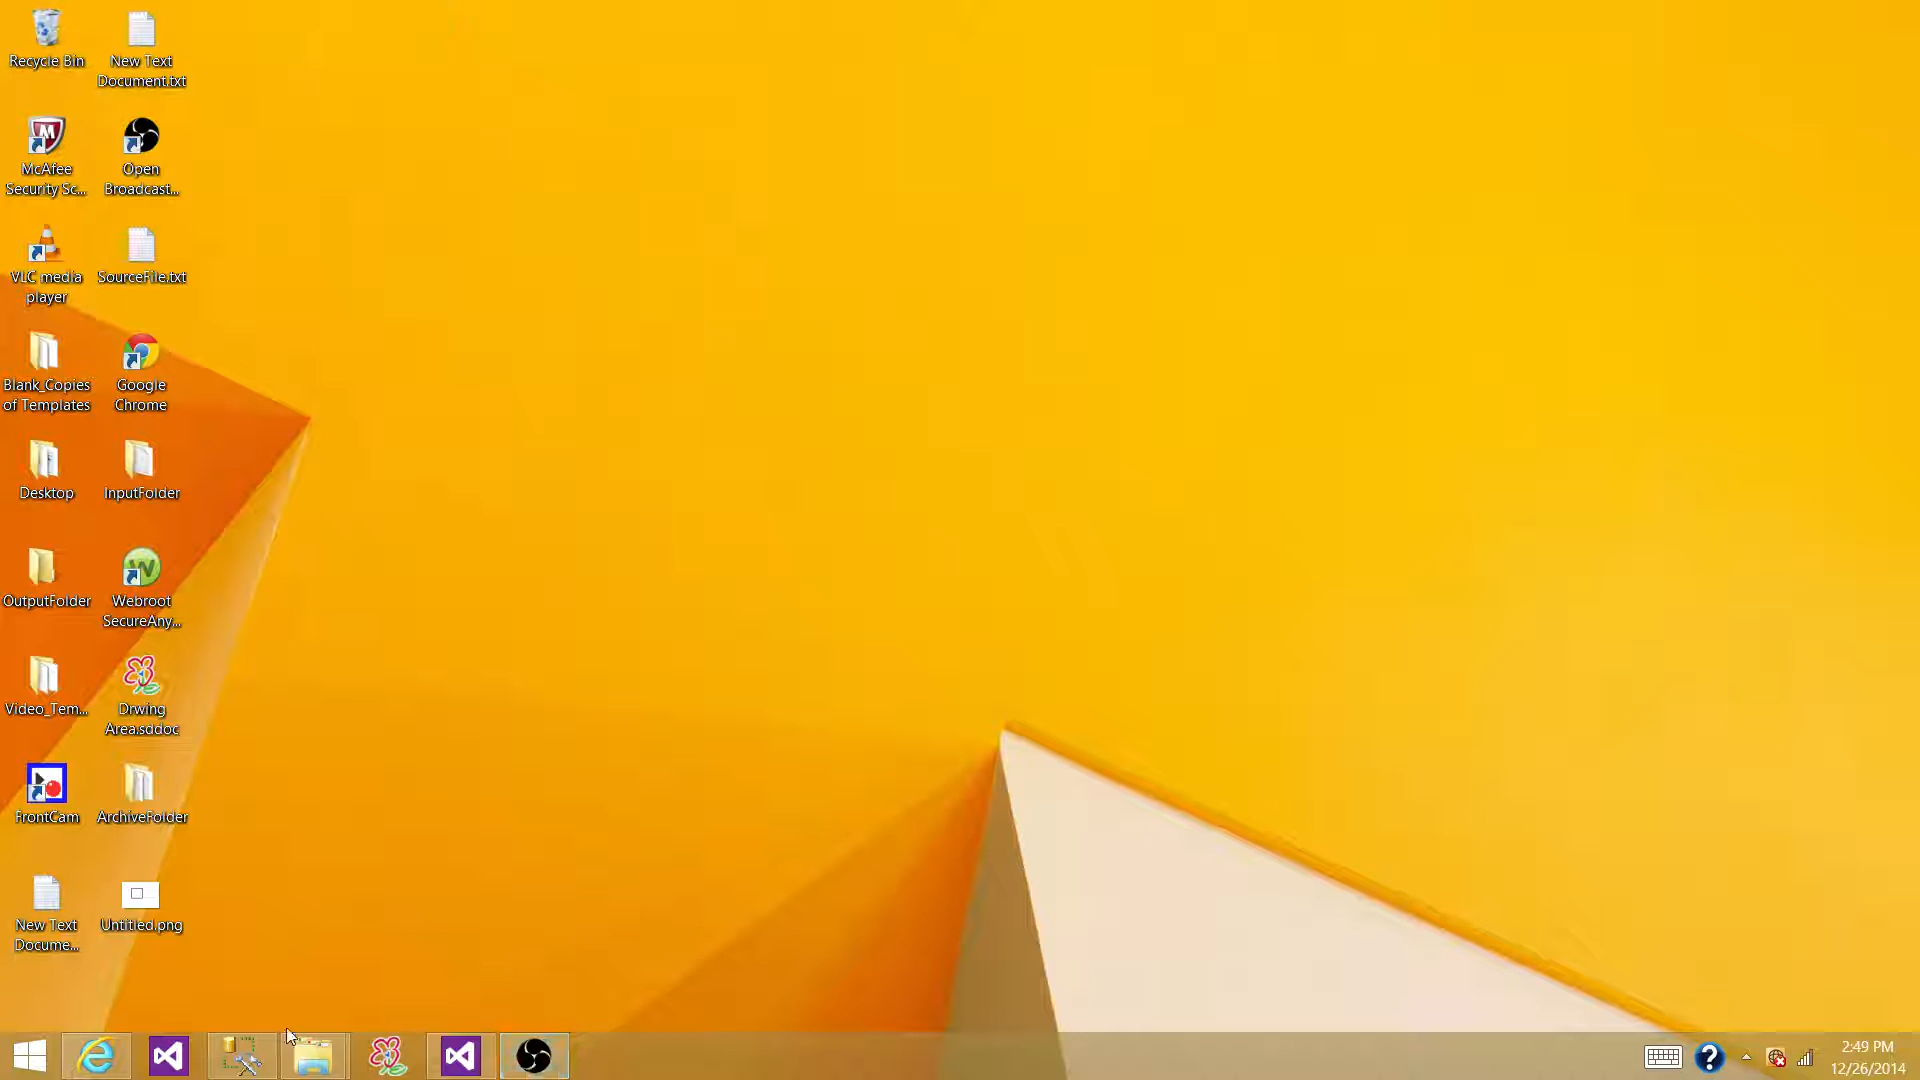 Recycle Bin
New Text
Document.txt
McAfee
Security Sc...
Open
Broadcast...
VLC media
player
SourceFile.txt
Blank_Copies
of Templates
Google
Chrome
Desktop
InputFolder
OutputFolder
Webroot
SecureAny...
Video_Tem...
Drwing
Area.sddoc
FrontCam
ArchiveFolder
New Text
Docume...
Untitled.png
2:49 PM
12/26/2014